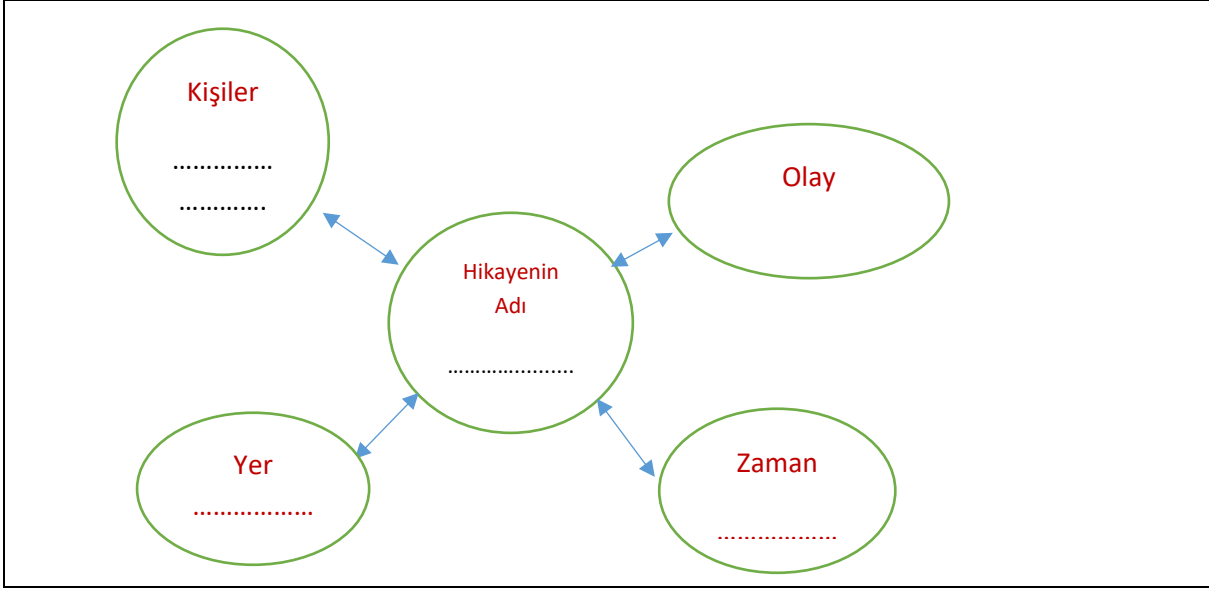 Kişiler
……………
………….
Olay
Hikayenin
Adı
…………..........
Yer
………………
Zaman
………………